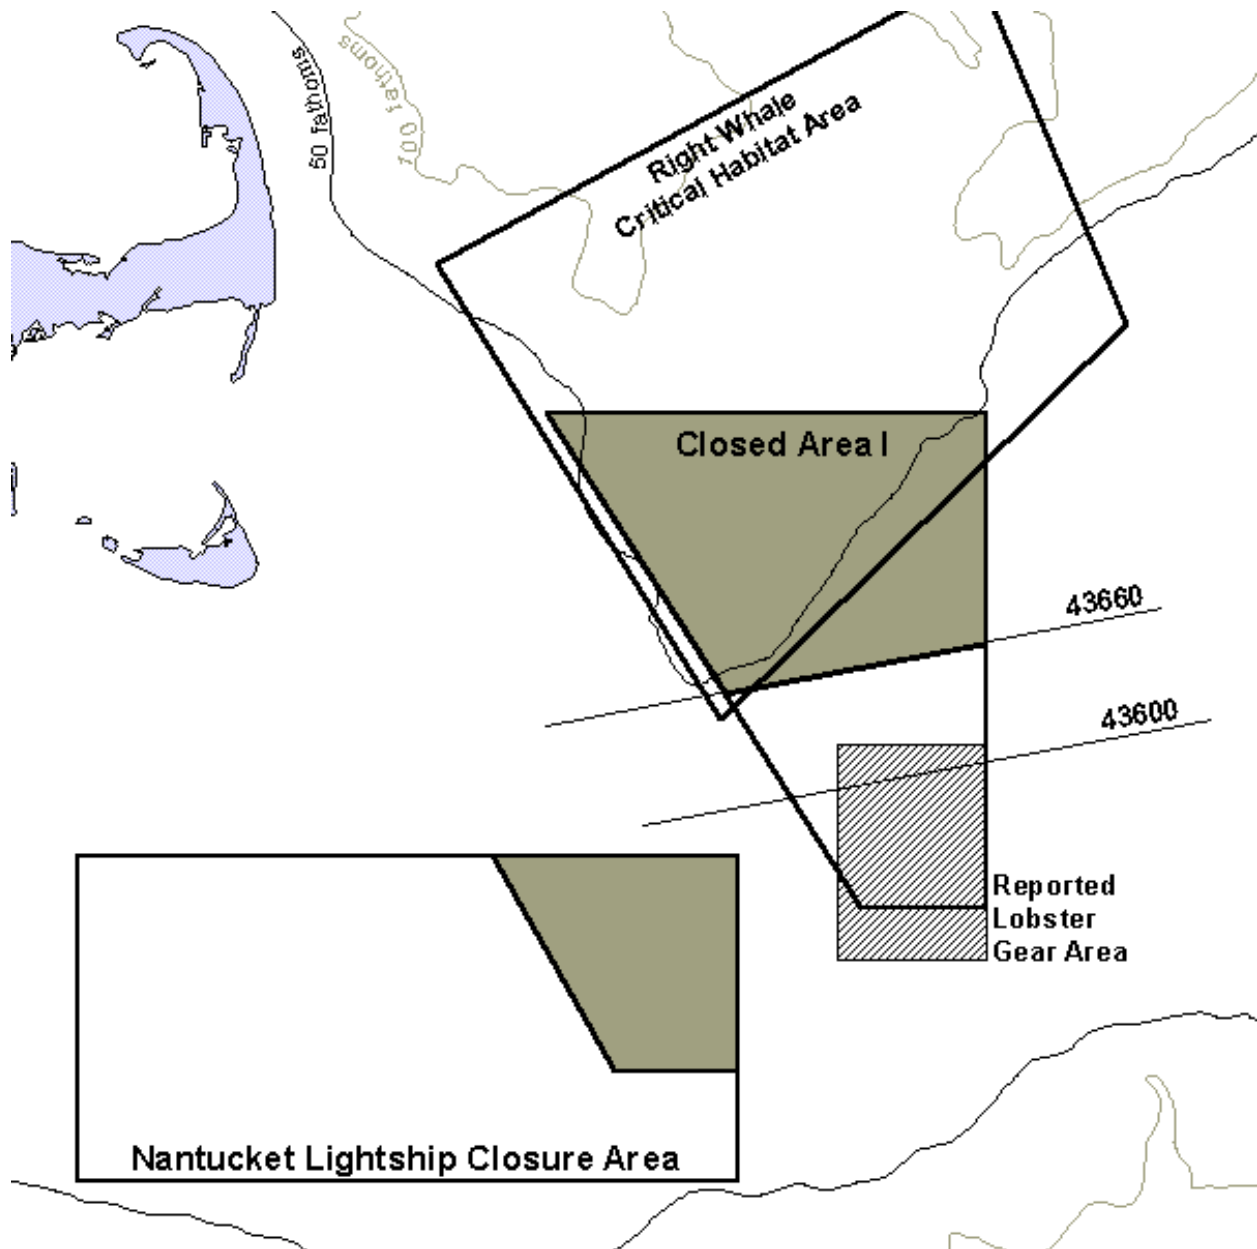 50 fathoms
100 fathoms
Right Whale
Critical Habitat Area
Closed Area I
43660
43600
Reported
Lobster
Gear Area
Nantucket Lightship Closure Area